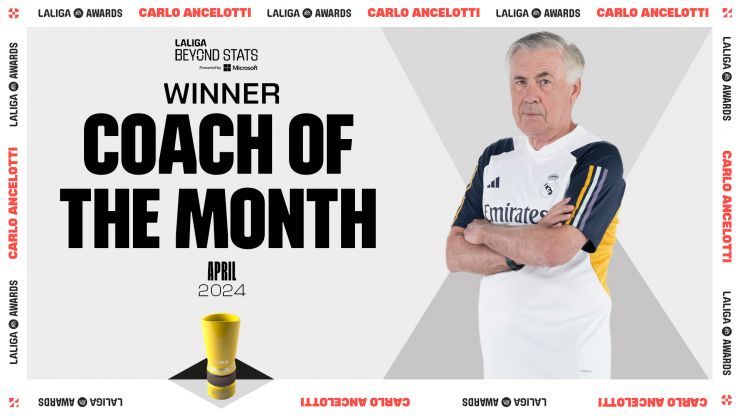 LALIGA AWARDS CARLO ANCELOTTI LALIGA AWARDS CARLO ANCELOTTI LALIGA AWARDS CARLO ANCELOTTI
LALIGA AWARDS
CARLO ANCELOTTI
LALIGA AWARDS
LALIGA
BEYOND STATS
Powered by Microsoft
WINNER
COACH OF
THE MONTH
APRIL
2024
Emirates
LALIGA AWARDS
CARLO ANCELOTTI
LALIGA AWARDS
LALIGA AWARDS CARLO ANCELOTTI LALIGA AWARDS CARLO ANCELOTTI